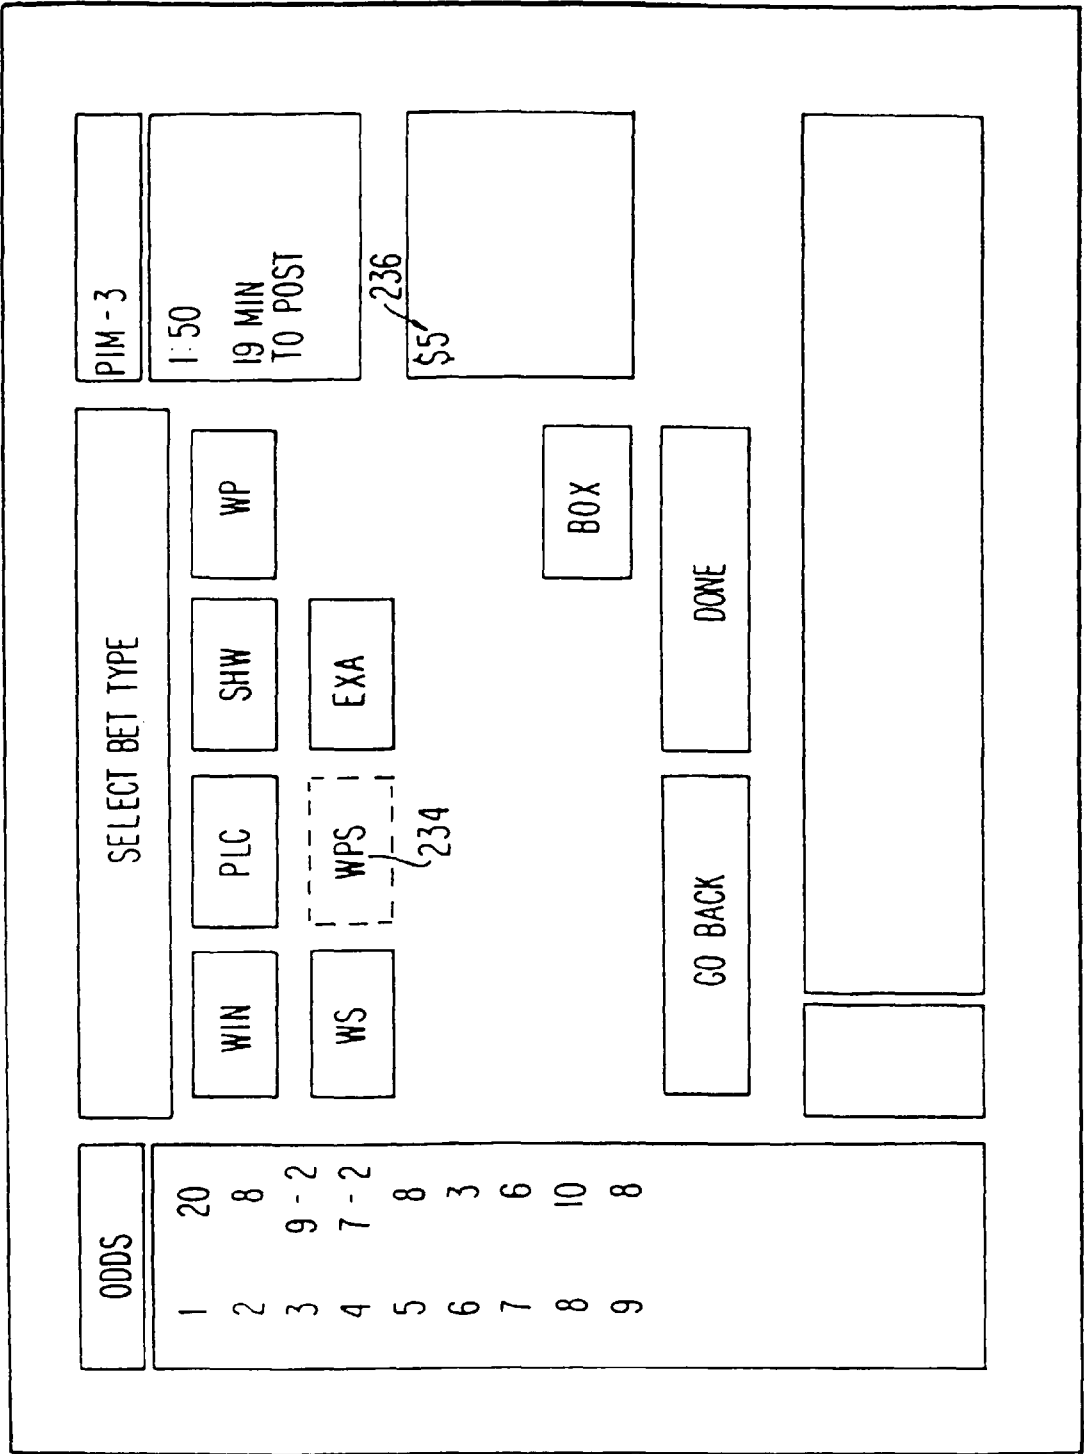 ODDS
1 20
2 8
3 9 - 2
4 7 - 2
5 8
6 3
7 6
8 10
9 8
SELECT BET TYPE
WIN PLC SHW WP
WS WPS EXA
234
BOX
GO BACK DONE
PIM - 3
1:50
19 MIN
TO POST
236
$5